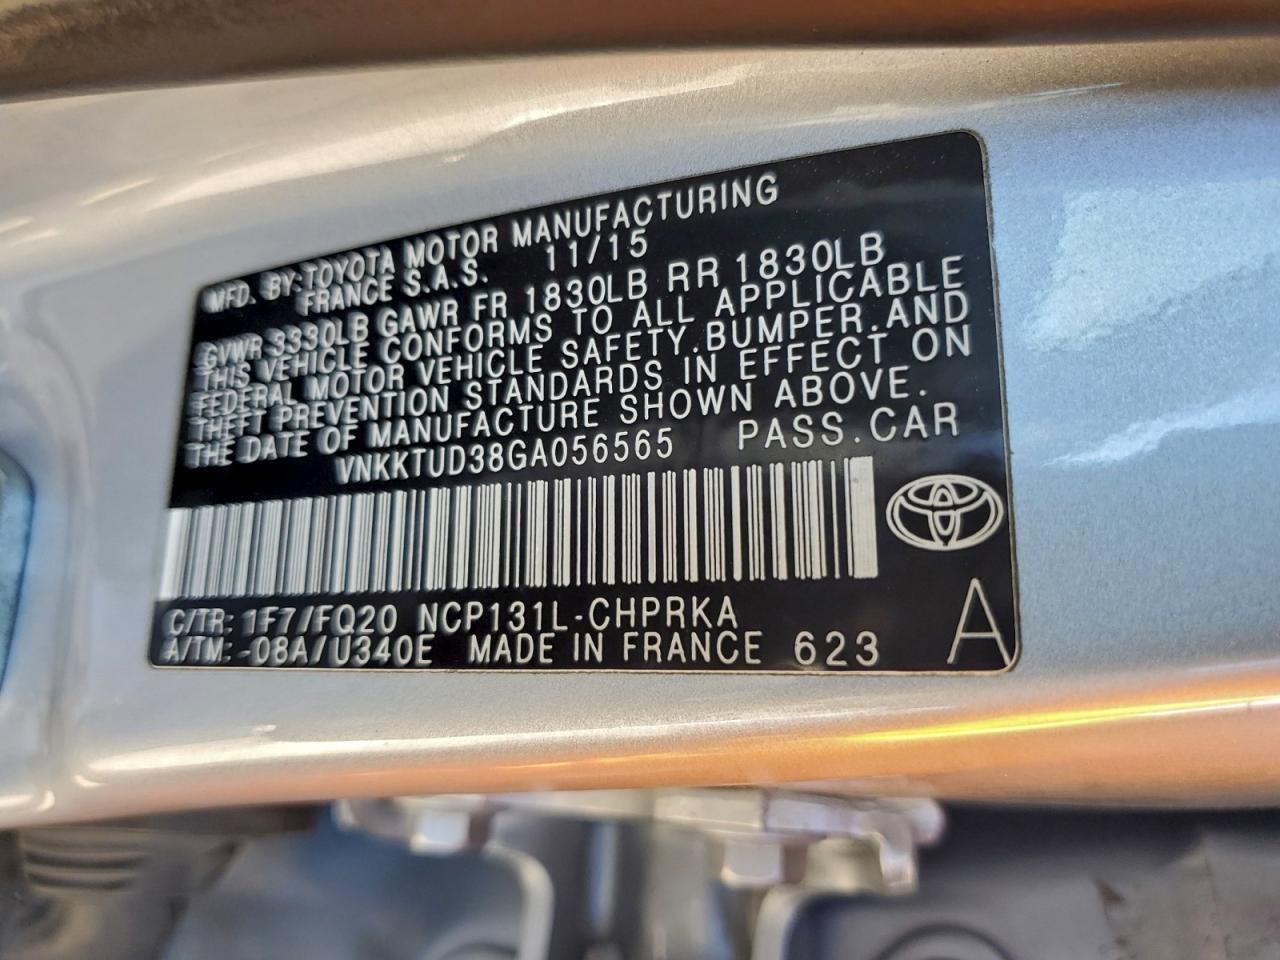 MFD. BY:TOYOTA MOTOR MANUFACTURING
FRANCE S.A.S. 11/15
GVWR 3330LB GAWR FR 1830LB RR 1830LB
THIS VEHICLE CONFORMS TO ALL APPLICABLE
FEDERAL MOTOR VEHICLE SAFETY.BUMPER.AND
THEFT PREVENTION STANDARDS IN EFFECT ON
THE DATE OF MANUFACTURE SHOWN ABOVE.
VNKKTUD38GA056565 PASS.CAR
C/TR: 1F7/FQ20 NCP131L-CHPRKA
A/TM: -08A/U340E MADE IN FRANCE 623 A